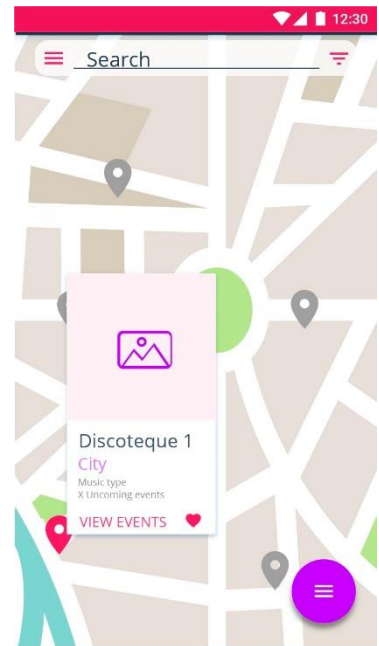 12:30
Search
Discoteque 1
City
Music type
X Uncoming events
VIEW EVENTS